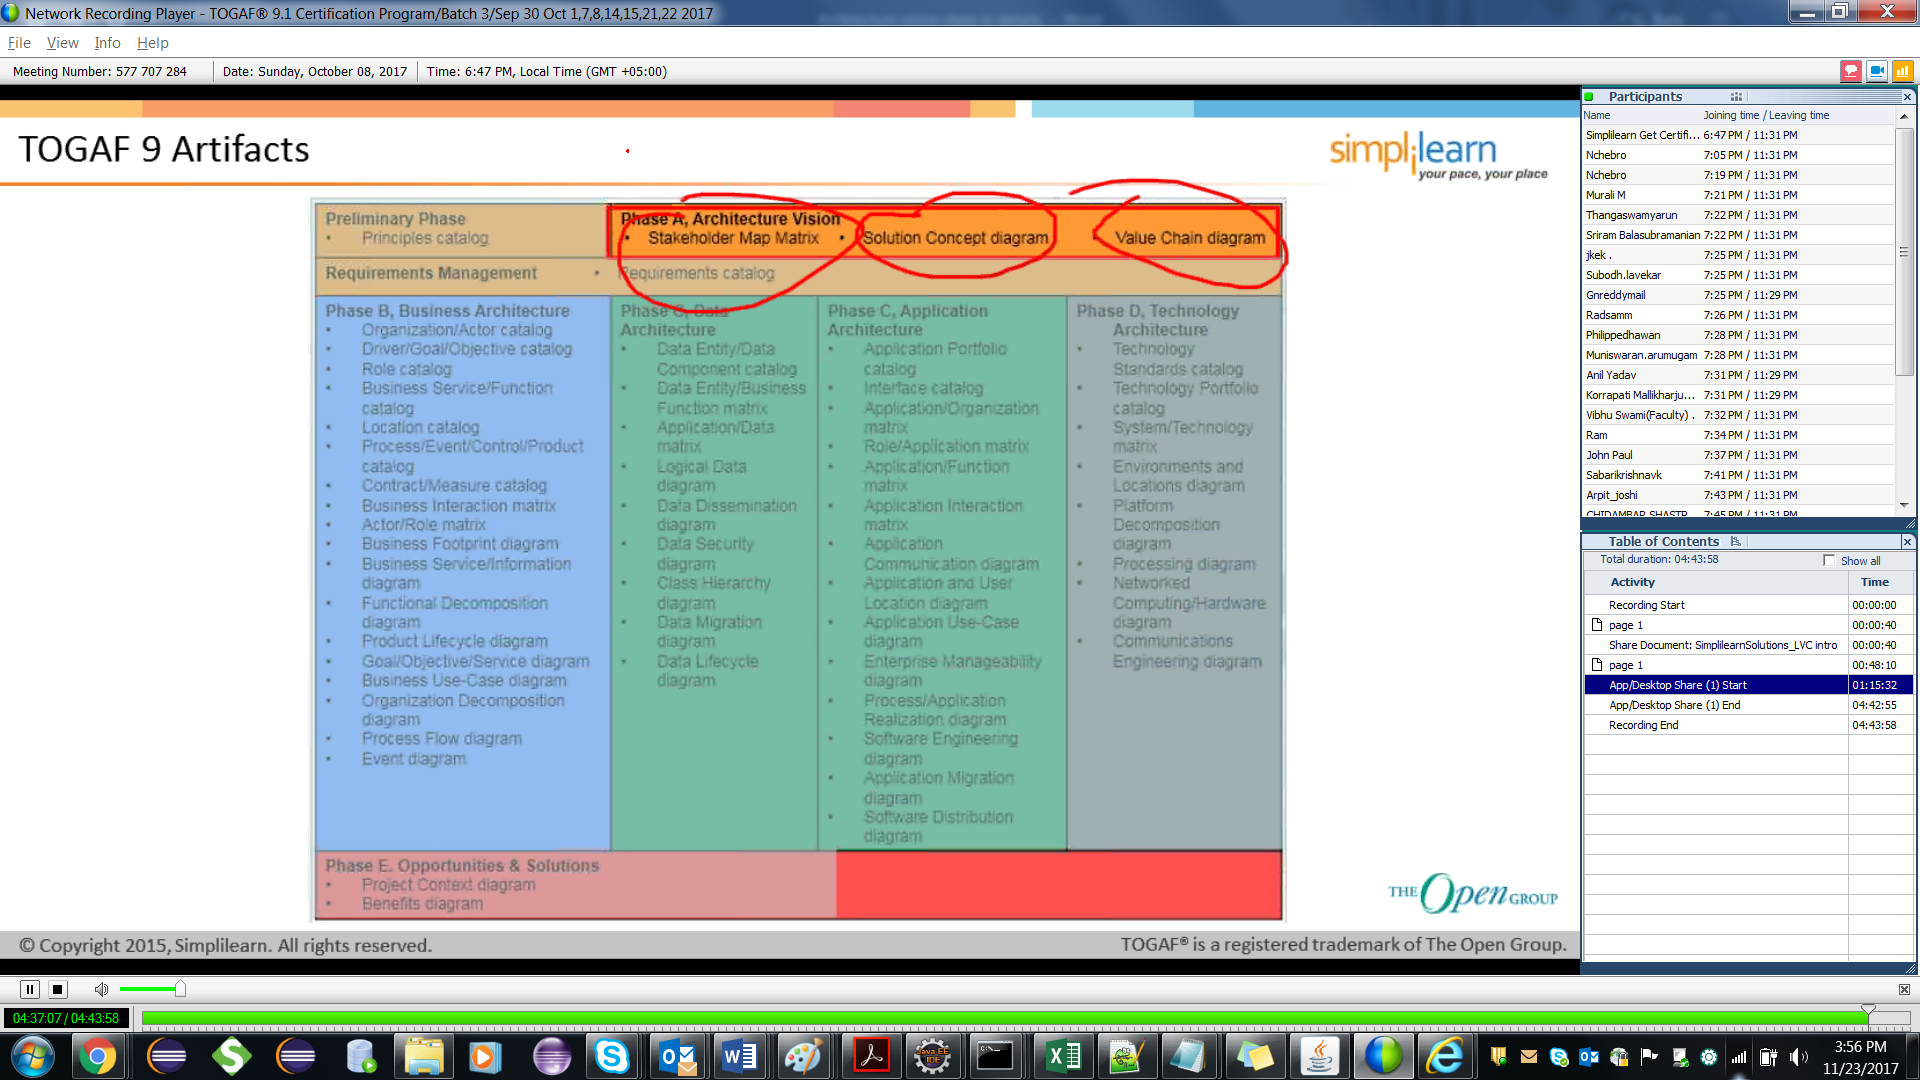 Network Recording Player - TOGAF® 9.1 Certification Program/Batch 3/Sep 30 Oct 1,7,8,14,15,21,22 2017
File View Info Help
Meeting Number: 577 707 284 Date: Sunday, October 08, 2017 Time: 6:47 PM, Local Time (GMT +05:00)
TOGAF 9 Artifacts
simplilearn
your pace, your place
Preliminary Phase
• Principles catalog
Phase A, Architecture Vision
• Stakeholder Map Matrix • Solution Concept diagram • Value Chain diagram
Requirements Management • Requirements catalog
Phase B, Business Architecture
• Organization/Actor catalog
• Driver/Goal/Objective catalog
• Role catalog
• Business Service/Function
catalog
• Location catalog
• Process/Event/Control/Product
catalog
• Contract/Measure catalog
• Business Interaction matrix
• Actor/Role matrix
• Business Footprint diagram
• Business Service/Information
diagram
• Functional Decomposition
diagram
• Product Lifecycle diagram
• Goal/Objective/Service diagram
• Business Use-Case diagram
• Organization Decomposition
diagram
• Process Flow diagram
• Event diagram
Phase C, Data
Architecture
• Data Entity/Data
Component catalog
• Data Entity/Business
Function matrix
• Application/Data
matrix
• Logical Data
diagram
• Data Dissemination
diagram
• Data Security
diagram
• Class Hierarchy
diagram
• Data Migration
diagram
• Data Lifecycle
diagram
Phase C, Application
Architecture
• Application Portfolio
catalog
• Interface catalog
• Application/Organization
matrix
• Role/Application matrix
• Application/Function
matrix
• Application Interaction
matrix
• Application
Communication diagram
• Application and User
Location diagram
• Application Use-Case
diagram
• Enterprise Manageability
diagram
• Process/Application
Realization diagram
• Software Engineering
diagram
• Application Migration
diagram
• Software Distribution
diagram
Phase D, Technology
Architecture
• Technology
Standards catalog
• Technology Portfolio
catalog
• System/Technology
matrix
• Environments and
Locations diagram
• Platform
Decomposition
diagram
• Processing diagram
• Networked
Computing/Hardware
diagram
• Communications
Engineering diagram
Phase E. Opportunities & Solutions
• Project Context diagram
• Benefits diagram
THE Open GROUP
© Copyright 2015, Simplilearn. All rights reserved.
TOGAF® is a registered trademark of The Open Group.
Participants
Name Joining time / Leaving time
Simplilearn Get Certifi... 6:47 PM / 11:31 PM
Nchebro 7:05 PM / 11:31 PM
Nchebro 7:19 PM / 11:31 PM
Murali M 7:21 PM / 11:31 PM
Thangaswamyarun 7:22 PM / 11:31 PM
Sriram Balasubramanian 7:22 PM / 11:31 PM
jkek . 7:25 PM / 11:31 PM
Subodh.lavekar 7:25 PM / 11:31 PM
Gnreddymail 7:25 PM / 11:29 PM
Radsamm 7:26 PM / 11:31 PM
Philippedhawan 7:28 PM / 11:31 PM
Muniswaran.arumugam 7:28 PM / 11:31 PM
Anil Yadav 7:31 PM / 11:29 PM
Korrapati Mallikharju... 7:31 PM / 11:29 PM
Vibhu Swami(Faculty) . 7:32 PM / 11:31 PM
Ram 7:34 PM / 11:31 PM
John Paul 7:37 PM / 11:31 PM
Sabarikrishnavk 7:41 PM / 11:31 PM
Arpit_joshi 7:43 PM / 11:31 PM
CHIDAMBAR SHASTR 7:45 PM / 11:31 PM
Table of Contents
Total duration: 04:43:58 Show all
Activity Time
Recording Start 00:00:00
page 1 00:00:40
Share Document: SimplilearnSolutions_LVC intro 00:00:40
page 1 00:48:10
App/Desktop Share (1) Start 01:15:32
App/Desktop Share (1) End 04:42:55
Recording End 04:43:58
04:37:07 / 04:43:58
Java EE
IDE
3:56 PM
11/23/2017